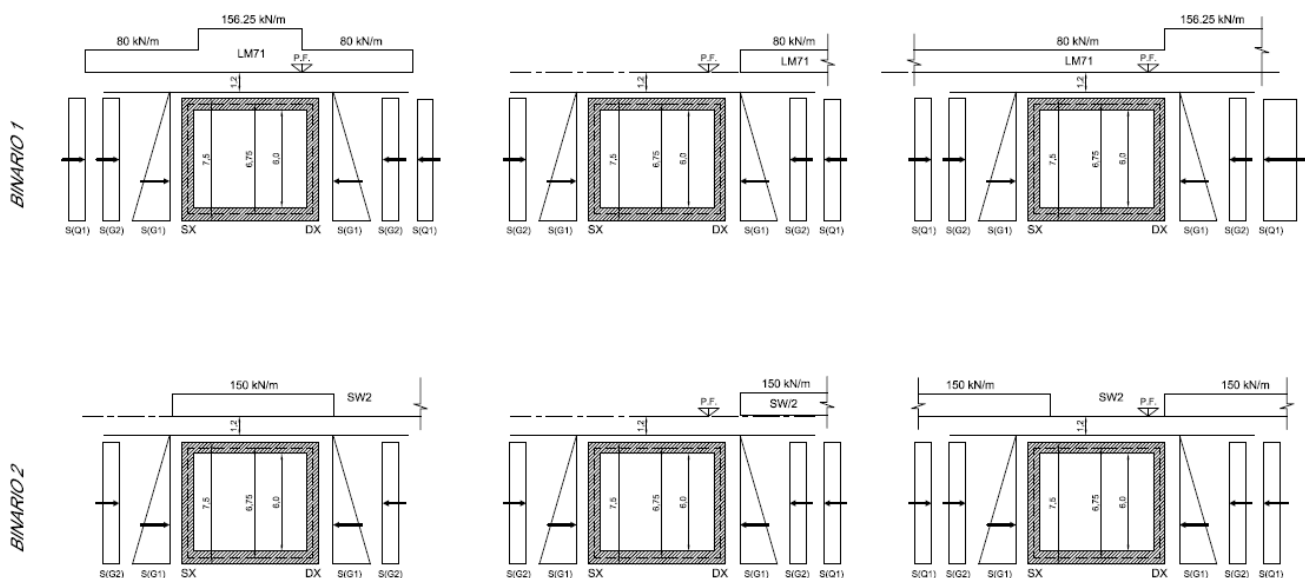 156.25 kN/m
80 kN/m 80 kN/m
LM71 P.F.
1,2
BINARIO 1
7,5 6,75 6,0
SX DX
S(Q1) S(G2) S(G1) S(G1) S(G2) S(Q1)
80 kN/m
P.F. LM71
1,2
7,5 6,75 6,0
SX DX
S(G2) S(G1) S(G1) S(G2) S(Q1)
156.25 kN/m
80 kN/m
LM71 P.F.
1,2
7,5 6,75 6,0
SX DX
S(Q1) S(G2) S(G1) S(G1) S(G2) S(Q1)
150 kN/m
SW2
1,2
BINARIO 2
7,5 6,75 6,0
SX DX
S(G2) S(G1) S(G1) S(G2)
150 kN/m
P.F. SW/2
1,2
7,5 6,75 6,0
SX DX
S(G2) S(G1) S(G1) S(G2) S(Q1)
150 kN/m SW2 150 kN/m
P.F.
1,2
7,5 6,75 6,0
SX DX
S(Q1) S(G2) S(G1) S(G1) S(G2) S(Q1)